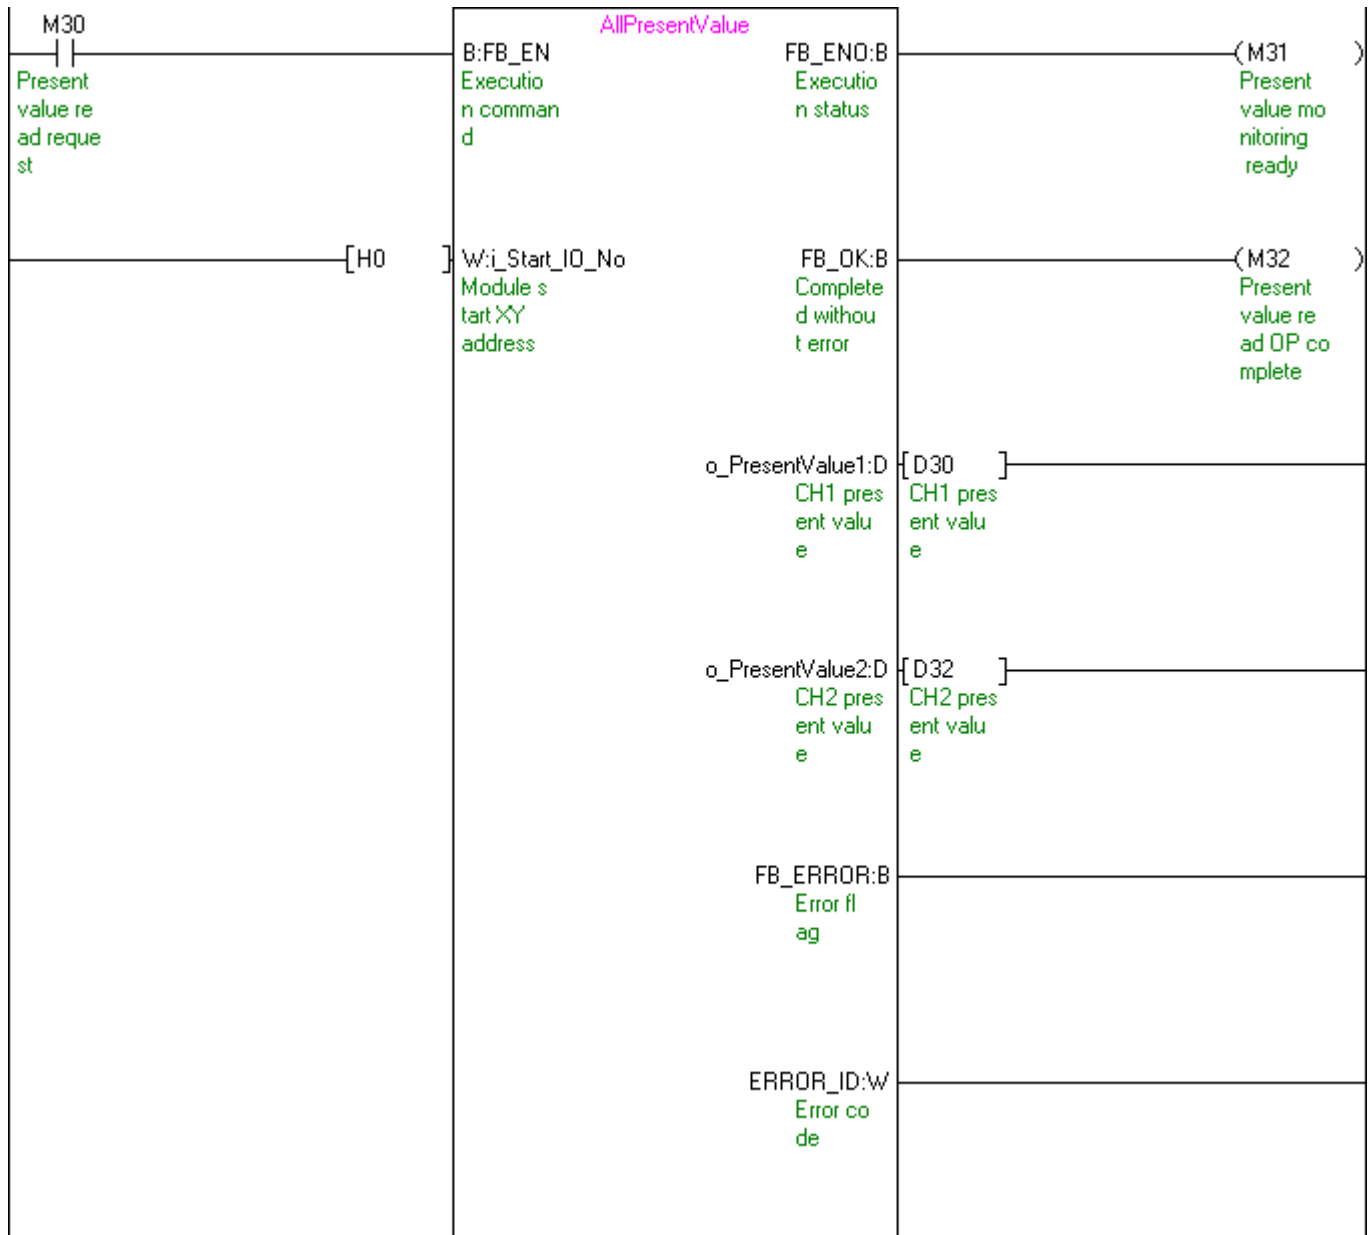 M30
AllPresentValue
B:FB_EN
FB_ENO:B
(M31 )
Present
value re
ad reque
st
Executio
n comman
d
Executio
n status
Present
value mo
nitoring
ready
[H0 ]
W:i_Start_IO_No
FB_OK:B
(M32 )
Module s
tart XY
address
Complete
d withou
t error
Present
value re
ad OP co
mplete
o_PresentValue1:D
[D30 ]
CH1 pres
ent valu
e
CH1 pres
ent valu
e
o_PresentValue2:D
[D32 ]
CH2 pres
ent valu
e
CH2 pres
ent valu
e
FB_ERROR:B
Error fl
ag
ERROR_ID:W
Error co
de